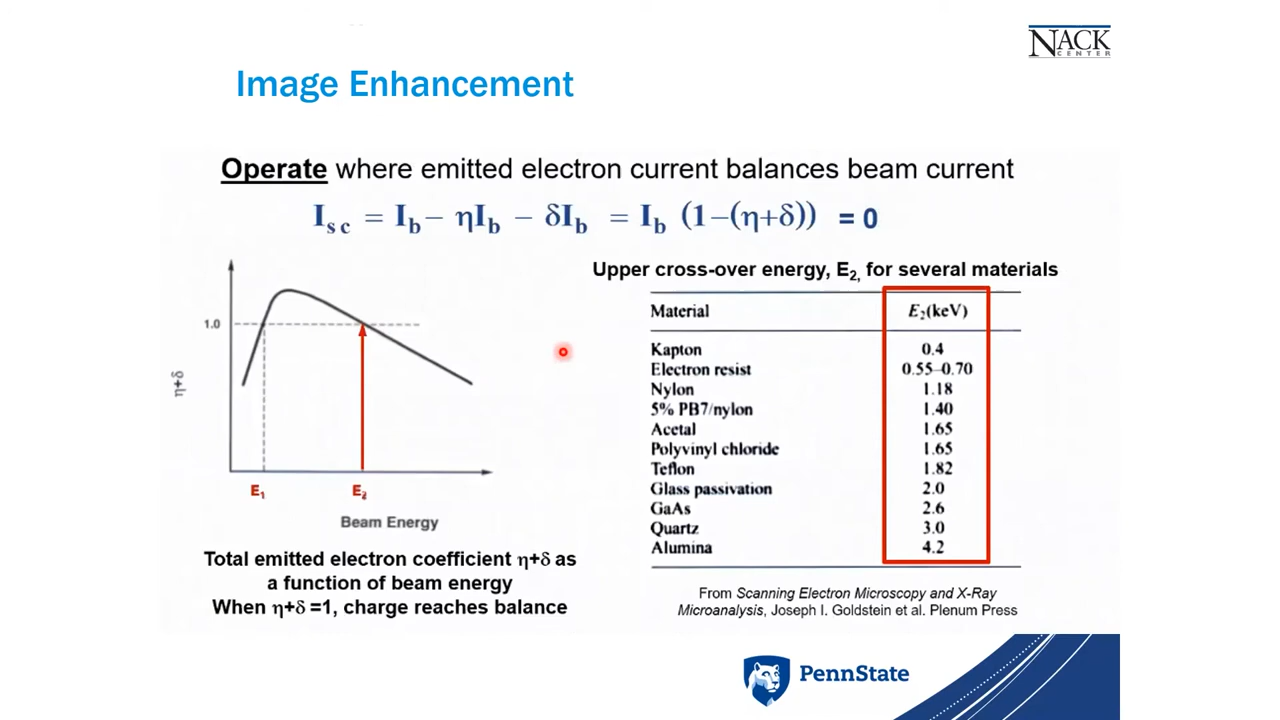 NACK
CENTER
Image Enhancement
Operate where emitted electron current balances beam current
I_sc = I_b − ηI_b − δI_b = I_b (1−(η+δ)) = 0
1.0
η+δ
E₁
E₂
Beam Energy
Total emitted electron coefficient η+δ as
a function of beam energy
When η+δ =1, charge reaches balance
Upper cross-over energy, E₂, for several materials
Material E₂(keV)
Kapton 0.4
Electron resist 0.55–0.70
Nylon 1.18
5% PB7/nylon 1.40
Acetal 1.65
Polyvinyl chloride 1.65
Teflon 1.82
Glass passivation 2.0
GaAs 2.6
Quartz 3.0
Alumina 4.2
From Scanning Electron Microscopy and X-Ray
Microanalysis, Joseph I. Goldstein et al. Plenum Press
PennState